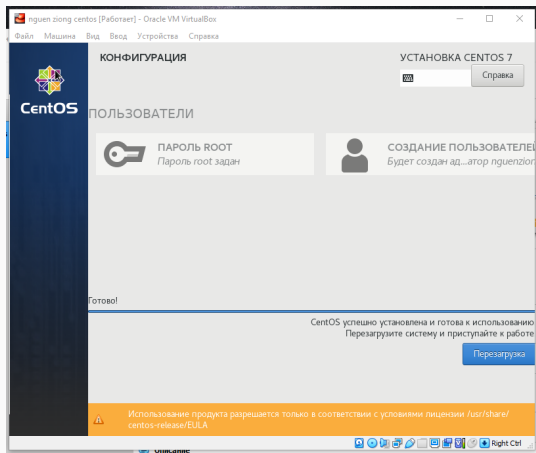 nguen ziong centos [Работает] - Oracle VM VirtualBox
Файл Машина Вид Ввод Устройства Справка
КОНФИГУРАЦИЯ
УСТАНОВКА CENTOS 7
Справка
CentOS
ПОЛЬЗОВАТЕЛИ
ПАРОЛЬ ROOT
Пароль root задан
СОЗДАНИЕ ПОЛЬЗОВАТЕЛЕ
Будет создан ад...атор nguenzion
Готово!
CentOS успешно установлена и готова к использованию
Перезагрузите систему и приступайте к работе
Перезагрузка
Использование продукта разрешается только в соответствии с условиями лицензии /usr/share/
centos-release/EULA
Right Ctrl
Описание